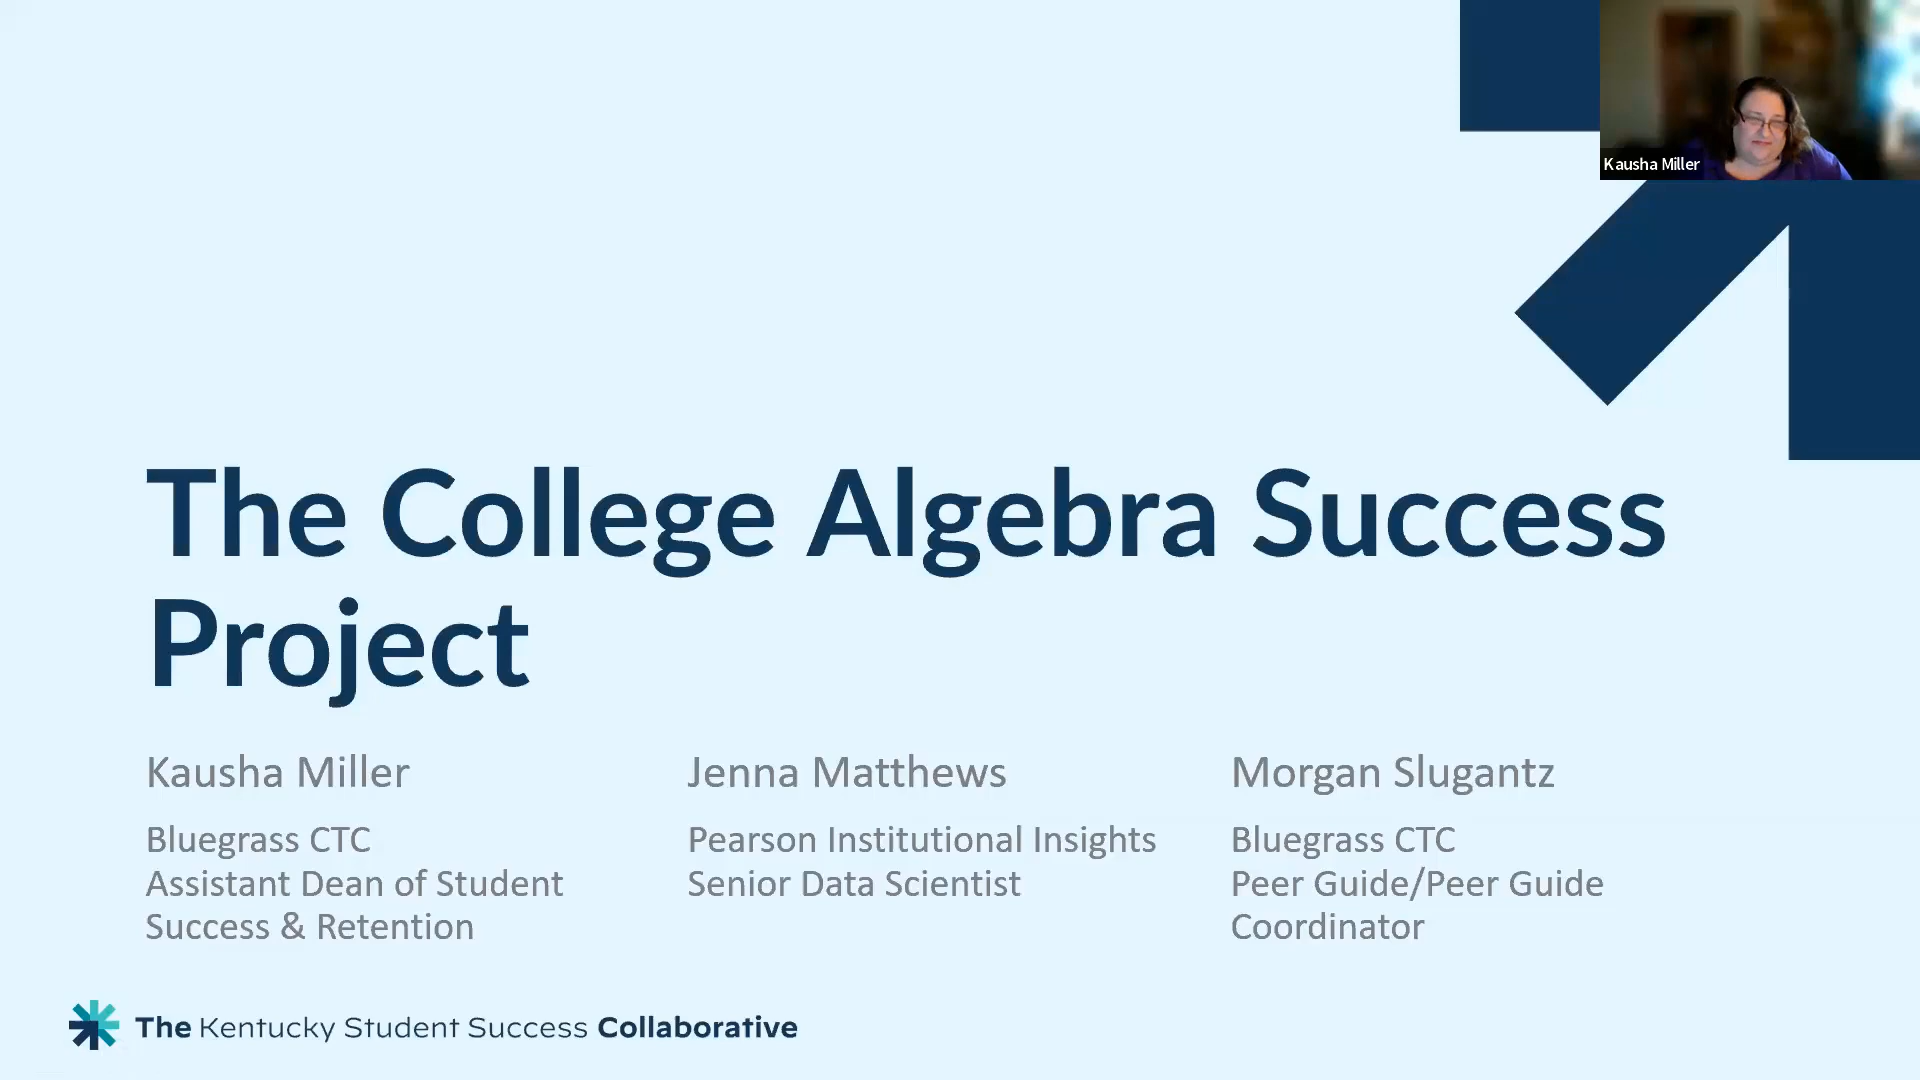 Kausha Miller
The College Algebra Success
Project
Kausha Miller
Bluegrass CTC
Assistant Dean of Student
Success & Retention
Jenna Matthews
Pearson Institutional Insights
Senior Data Scientist
Morgan Slugantz
Bluegrass CTC
Peer Guide/Peer Guide
Coordinator
The Kentucky Student Success Collaborative